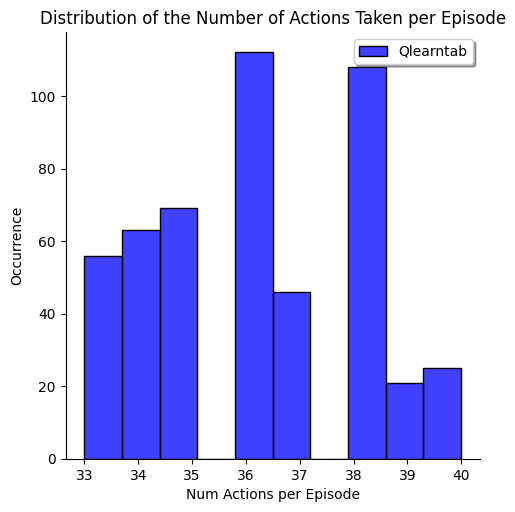 Distribution of the Number of Actions Taken per Episode
Qlearntab
100
80
60
40
20
0
Occurrence
33 34 35 36 37 38 39 40
Num Actions per Episode